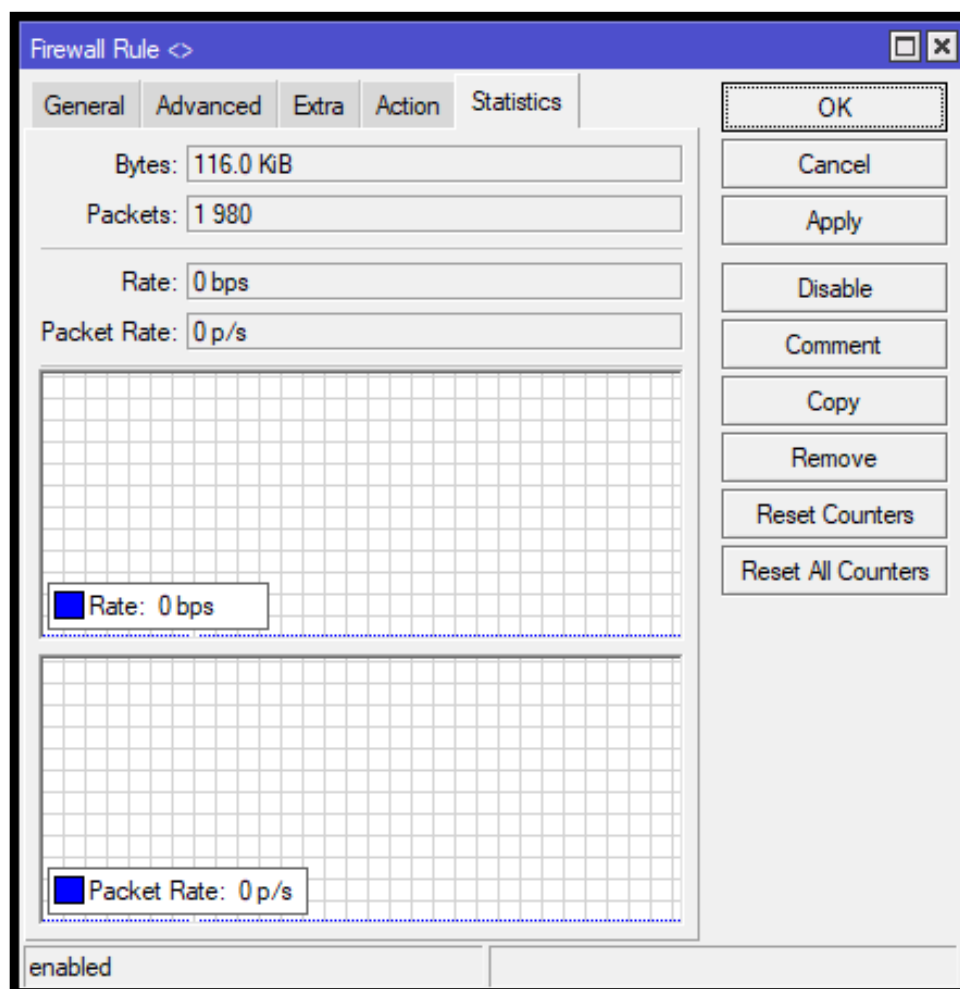 Firewall Rule <>
General Advanced Extra Action Statistics
Bytes: 116.0 KiB
Packets: 1 980
Rate: 0 bps
Packet Rate: 0 p/s
Rate: 0 bps
Packet Rate: 0 p/s
OK
Cancel
Apply
Disable
Comment
Copy
Remove
Reset Counters
Reset All Counters
enabled